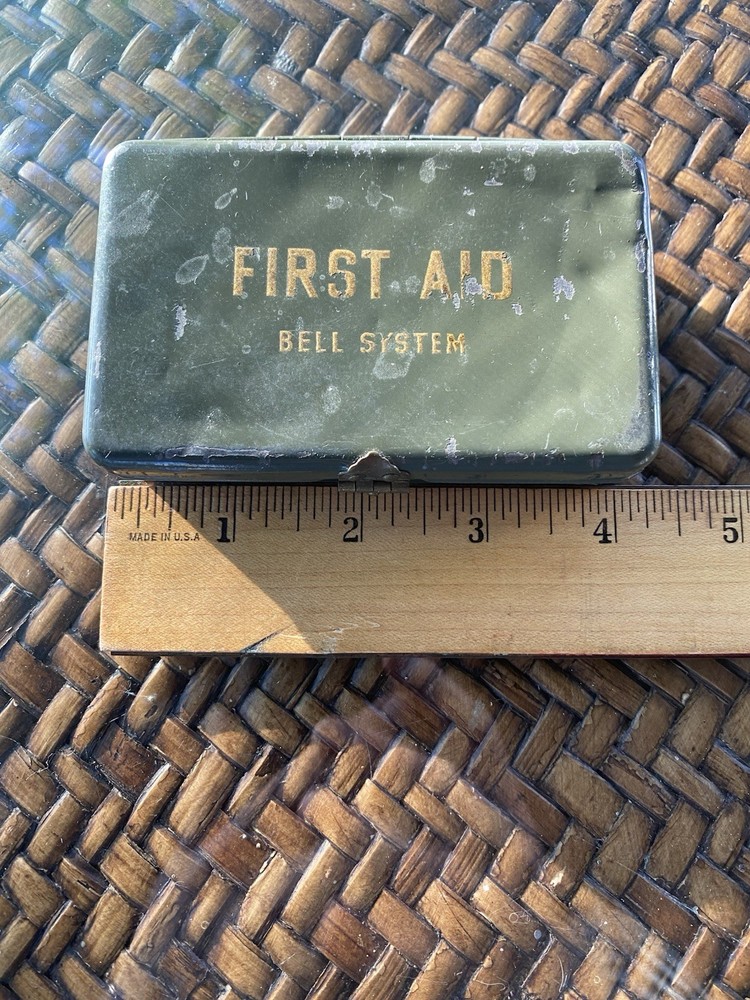 FIRST AID
BELL SYSTEM
1 2 3 4 5
MADE IN U.S.A